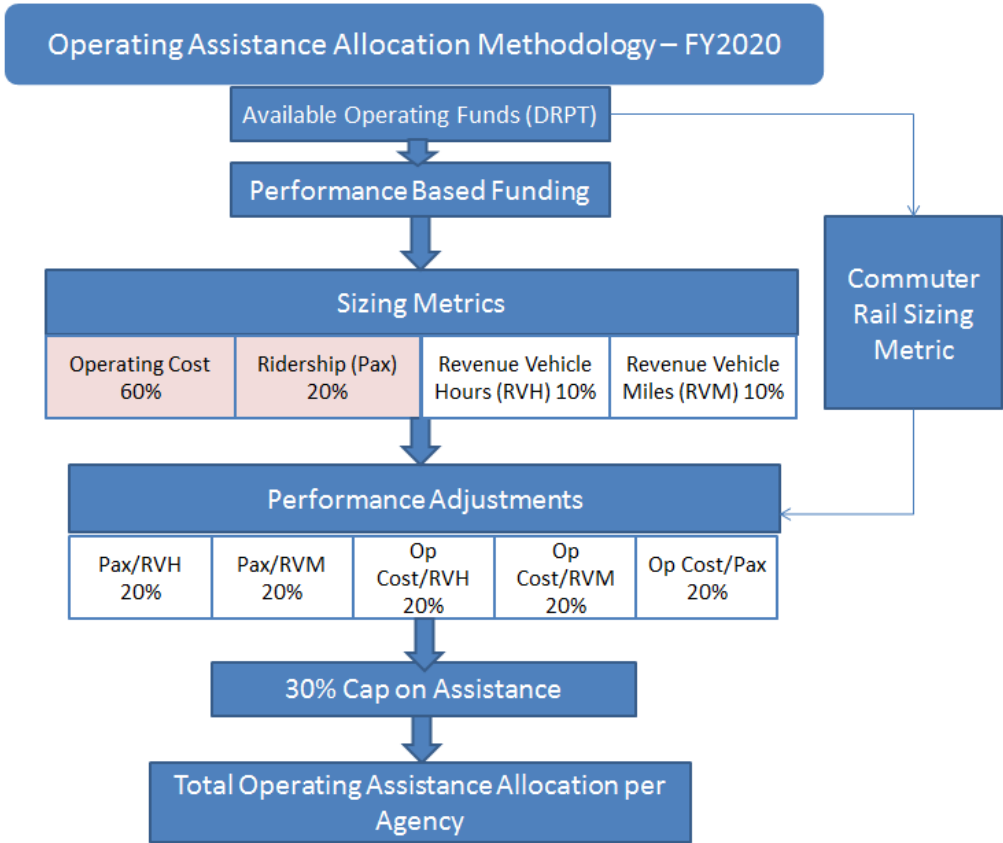 Operating Assistance Allocation Methodology – FY2020
Available Operating Funds (DRPT)
Performance Based Funding
Commuter
Rail Sizing
Metric
Sizing Metrics
Operating Cost
60%
Ridership (Pax)
20%
Revenue Vehicle
Hours (RVH) 10%
Revenue Vehicle
Miles (RVM) 10%
Performance Adjustments
Pax/RVH
20%
Pax/RVM
20%
Op
Cost/RVH
20%
Op
Cost/RVM
20%
Op Cost/Pax
20%
30% Cap on Assistance
Total Operating Assistance Allocation per
Agency